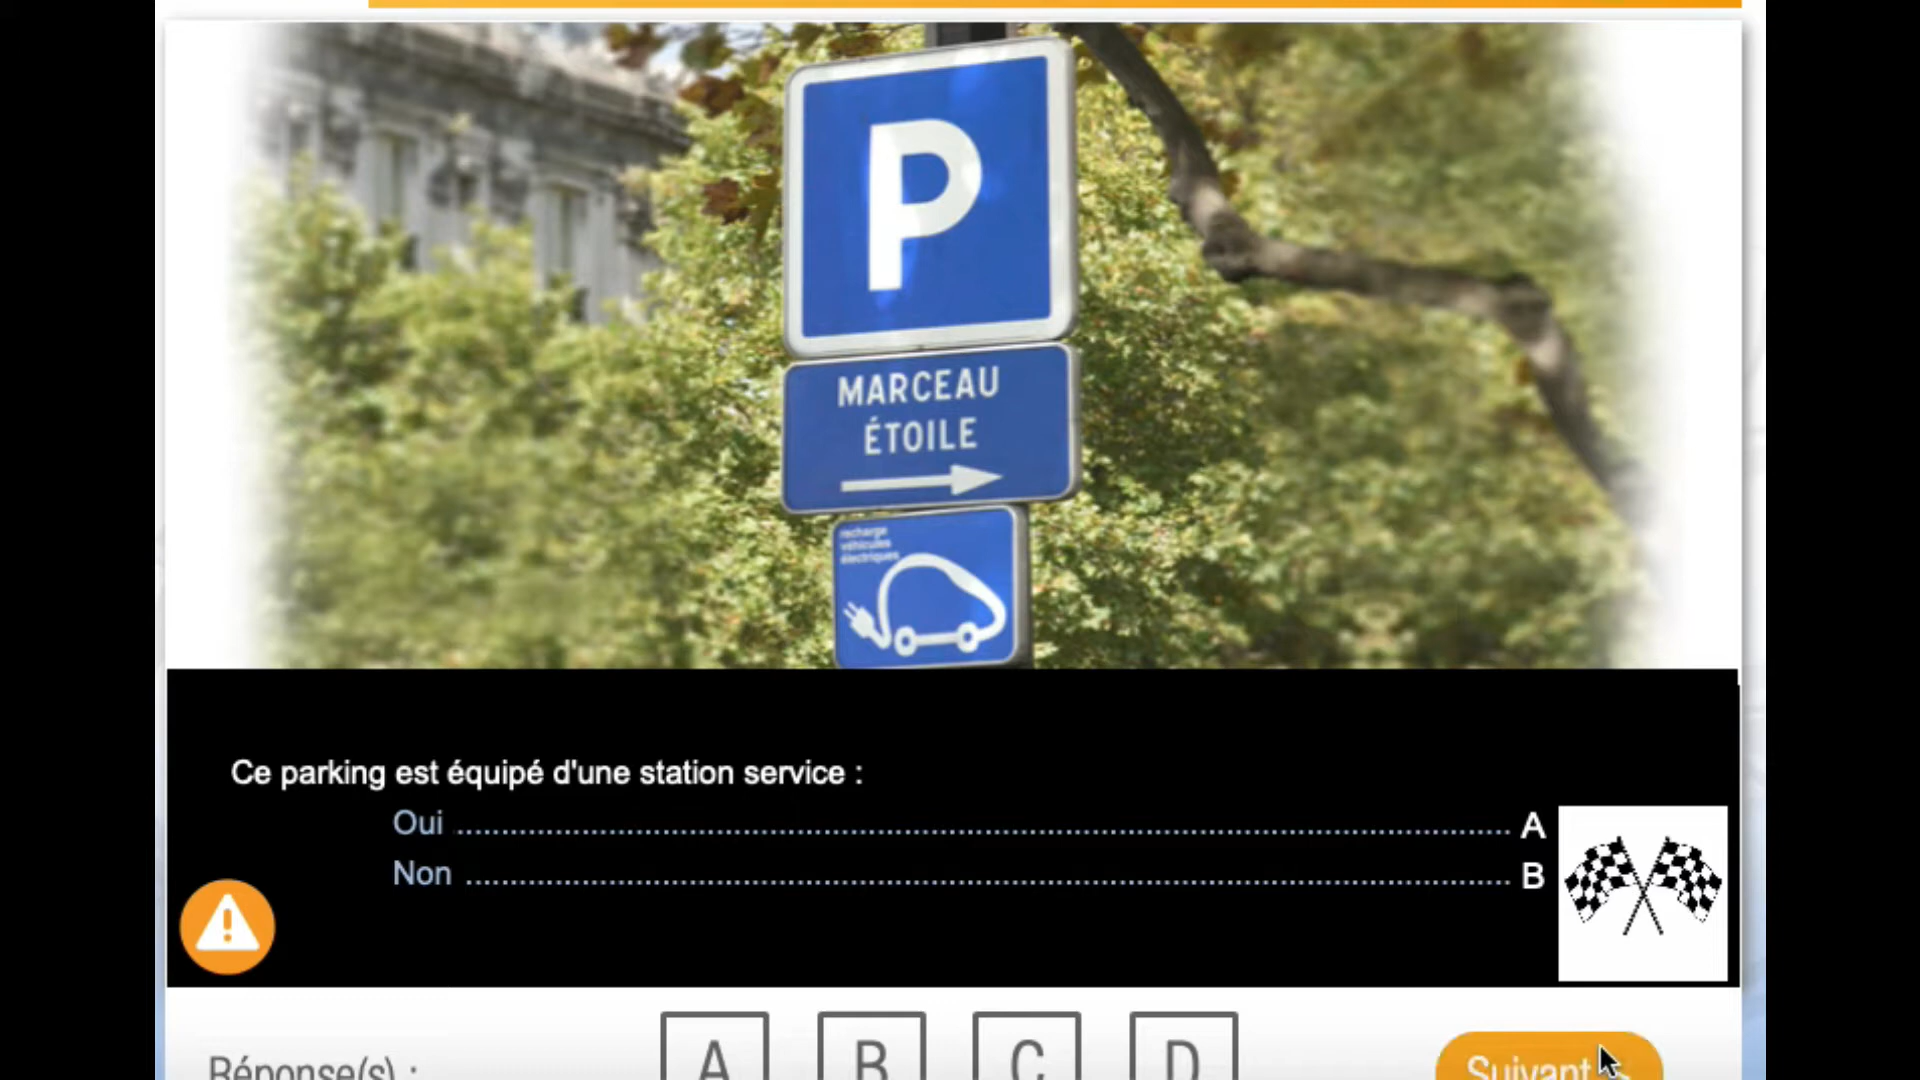 P
MARCEAU
ÉTOILE
recharge
véhicules
électriques
Ce parking est équipé d'une station service :
Oui A
Non B
Réponse(s) :
A B C D
Suivant